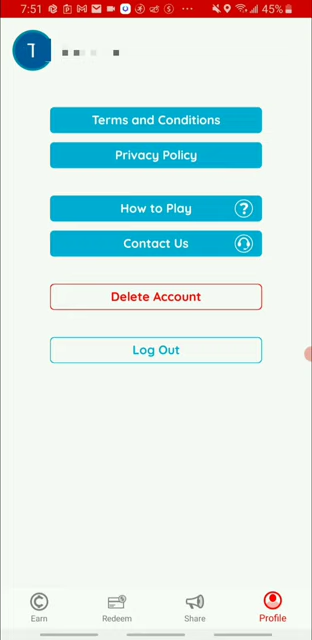 7:51
45%
1
Terms and Conditions
Privacy Policy
How to Play ?
Contact Us
Delete Account
Log Out
Earn Redeem Share Profile